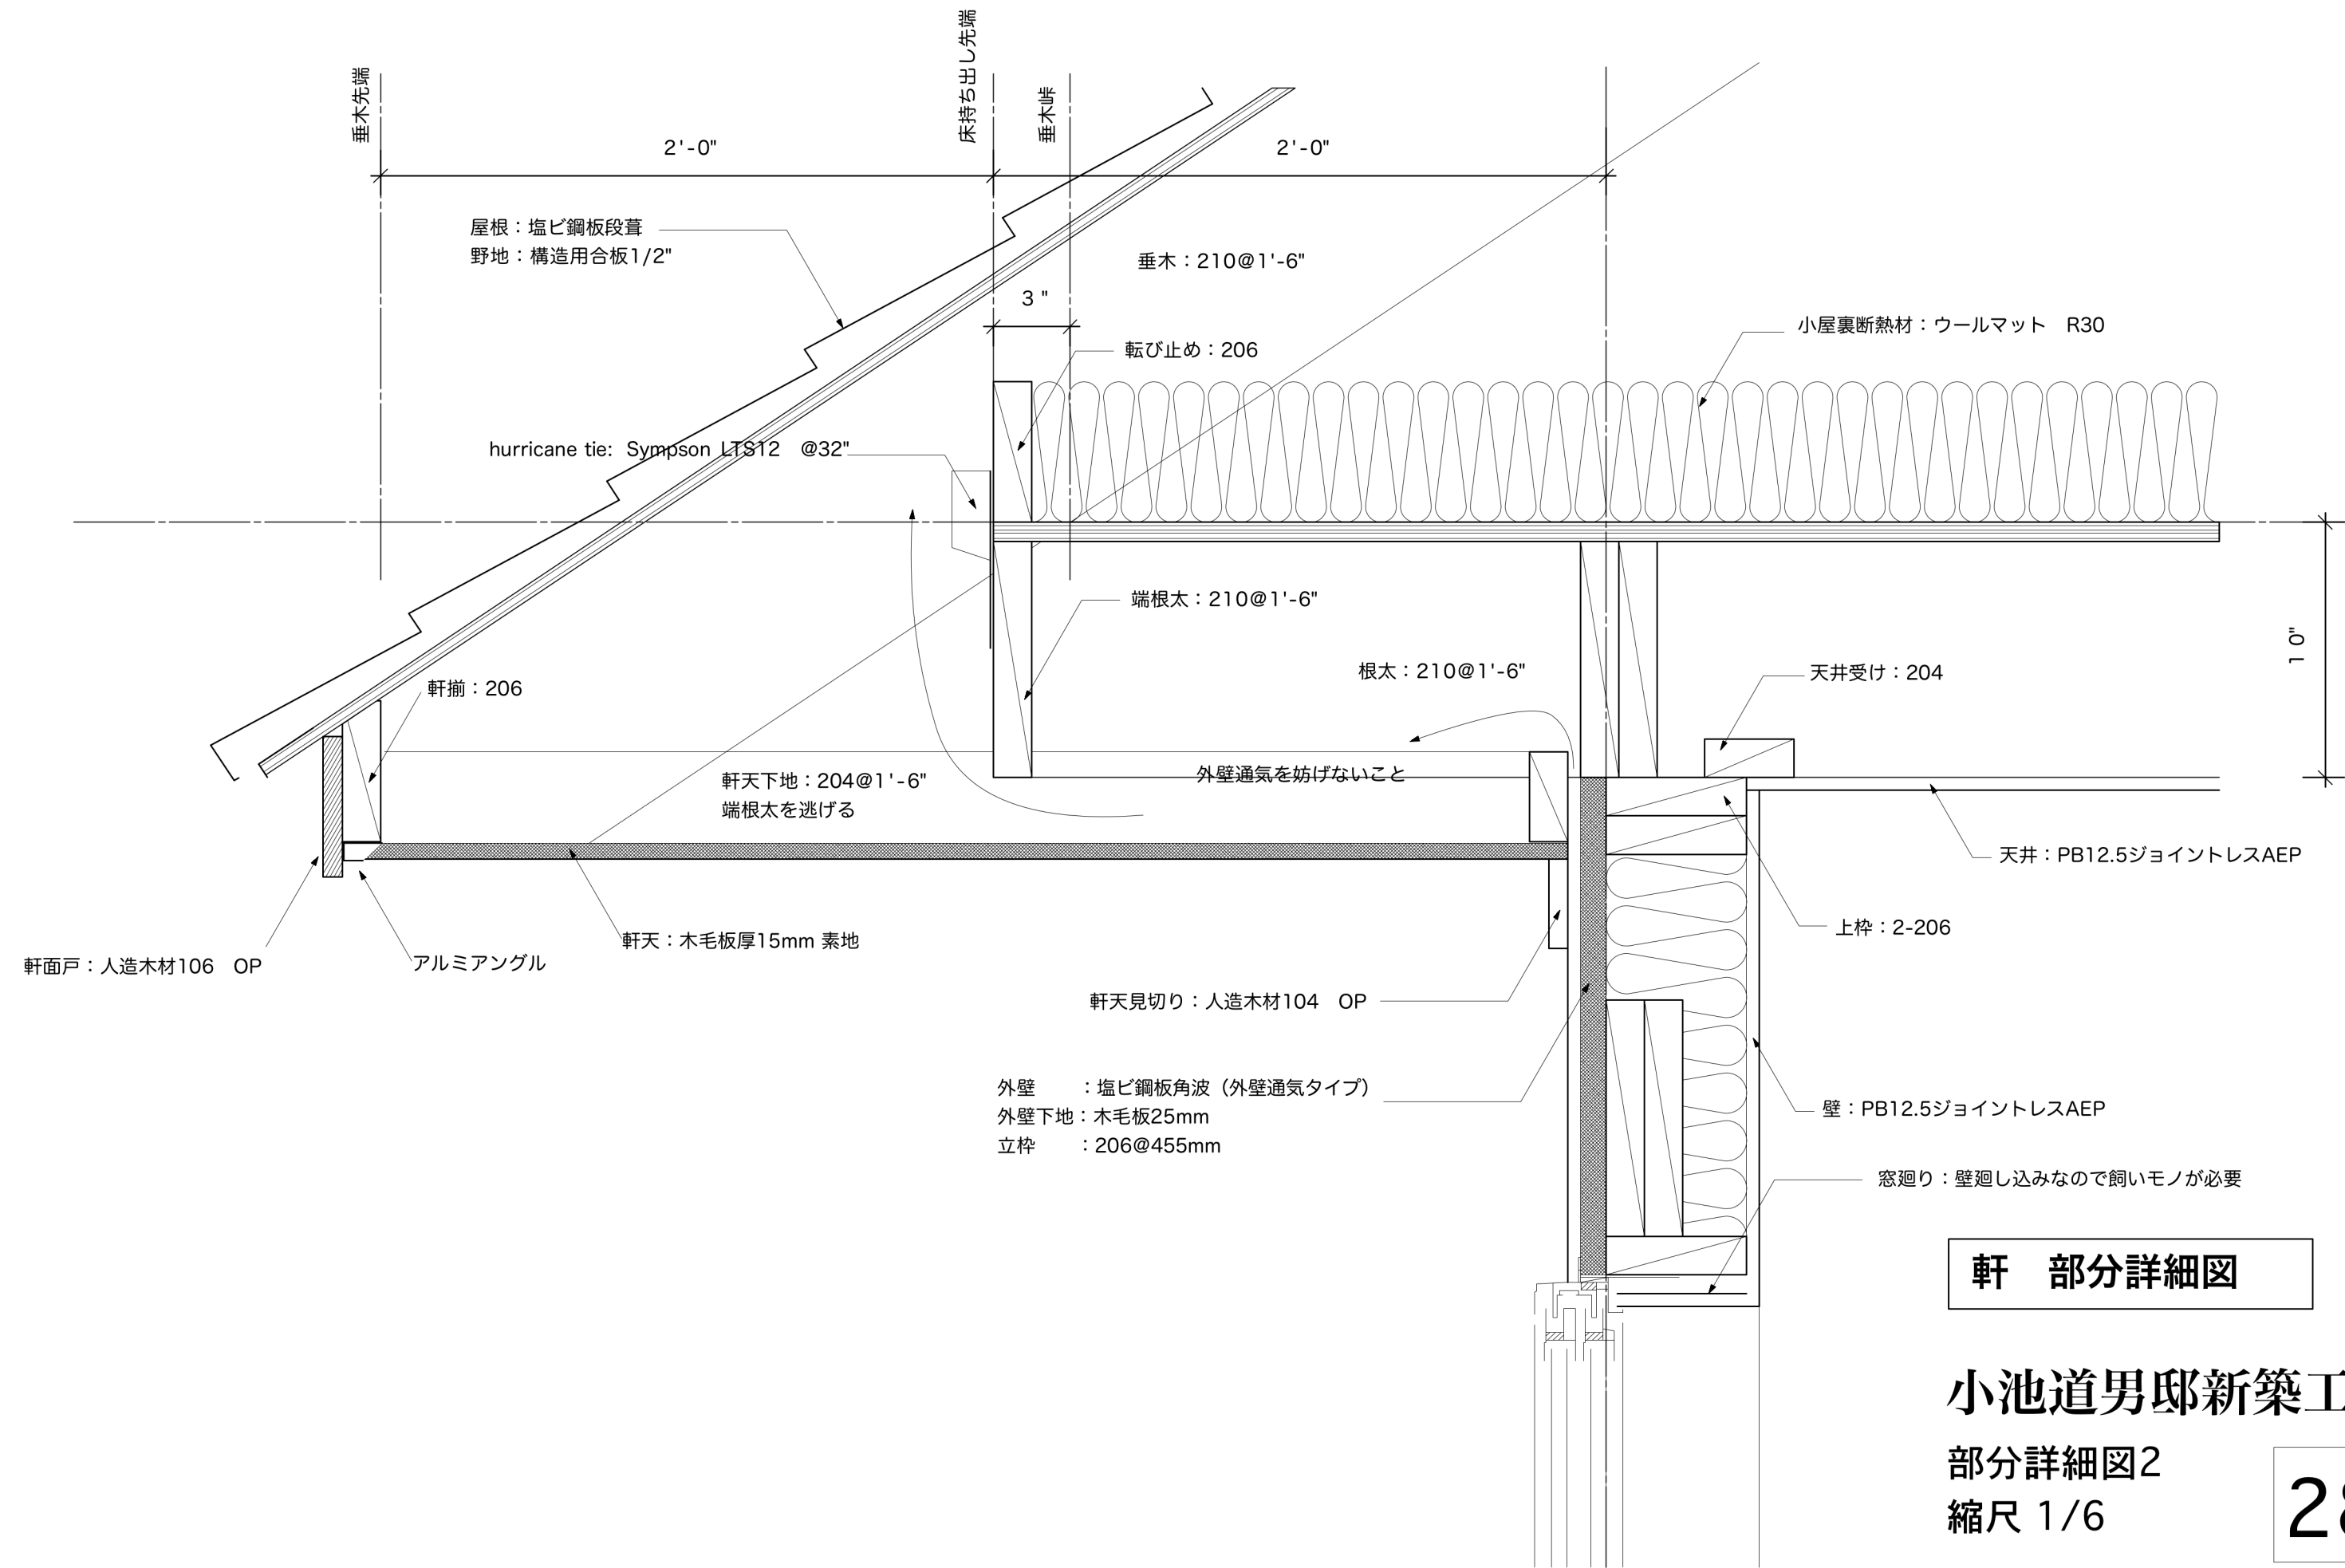 垂木先端
床持ち出し先端
垂木峠
2'-0"
2'-0"
屋根：塩ビ鋼板段葺
野地：構造用合板1/2"
垂木：210@1'-6"
3 "
転び止め：206
小屋裏断熱材：ウールマット　R30
hurricane tie:  Sympson  LTS12　@32"
端根太：210@1'-6"
10"
根太：210@1'-6"
天井受け：204
軒揃：206
軒天下地：204@1'-6"
端根太を逃げる
外壁通気を妨げないこと
天井：PB12.5ジョイントレスAEP
上枠：2-206
軒天：木毛板厚15mm 素地
アルミアングル
軒面戸：人造木材106　OP
軒天見切り：人造木材104　OP
外壁　　：塩ビ鋼板角波（外壁通気タイプ）
外壁下地：木毛板25mm
立枠　　：206@455mm
壁：PB12.5ジョイントレスAEP
窓廻り：壁廻し込みなので飼いモノが必要
軒　部分詳細図
小池道男邸新築工
部分詳細図2
縮尺 1/6
28